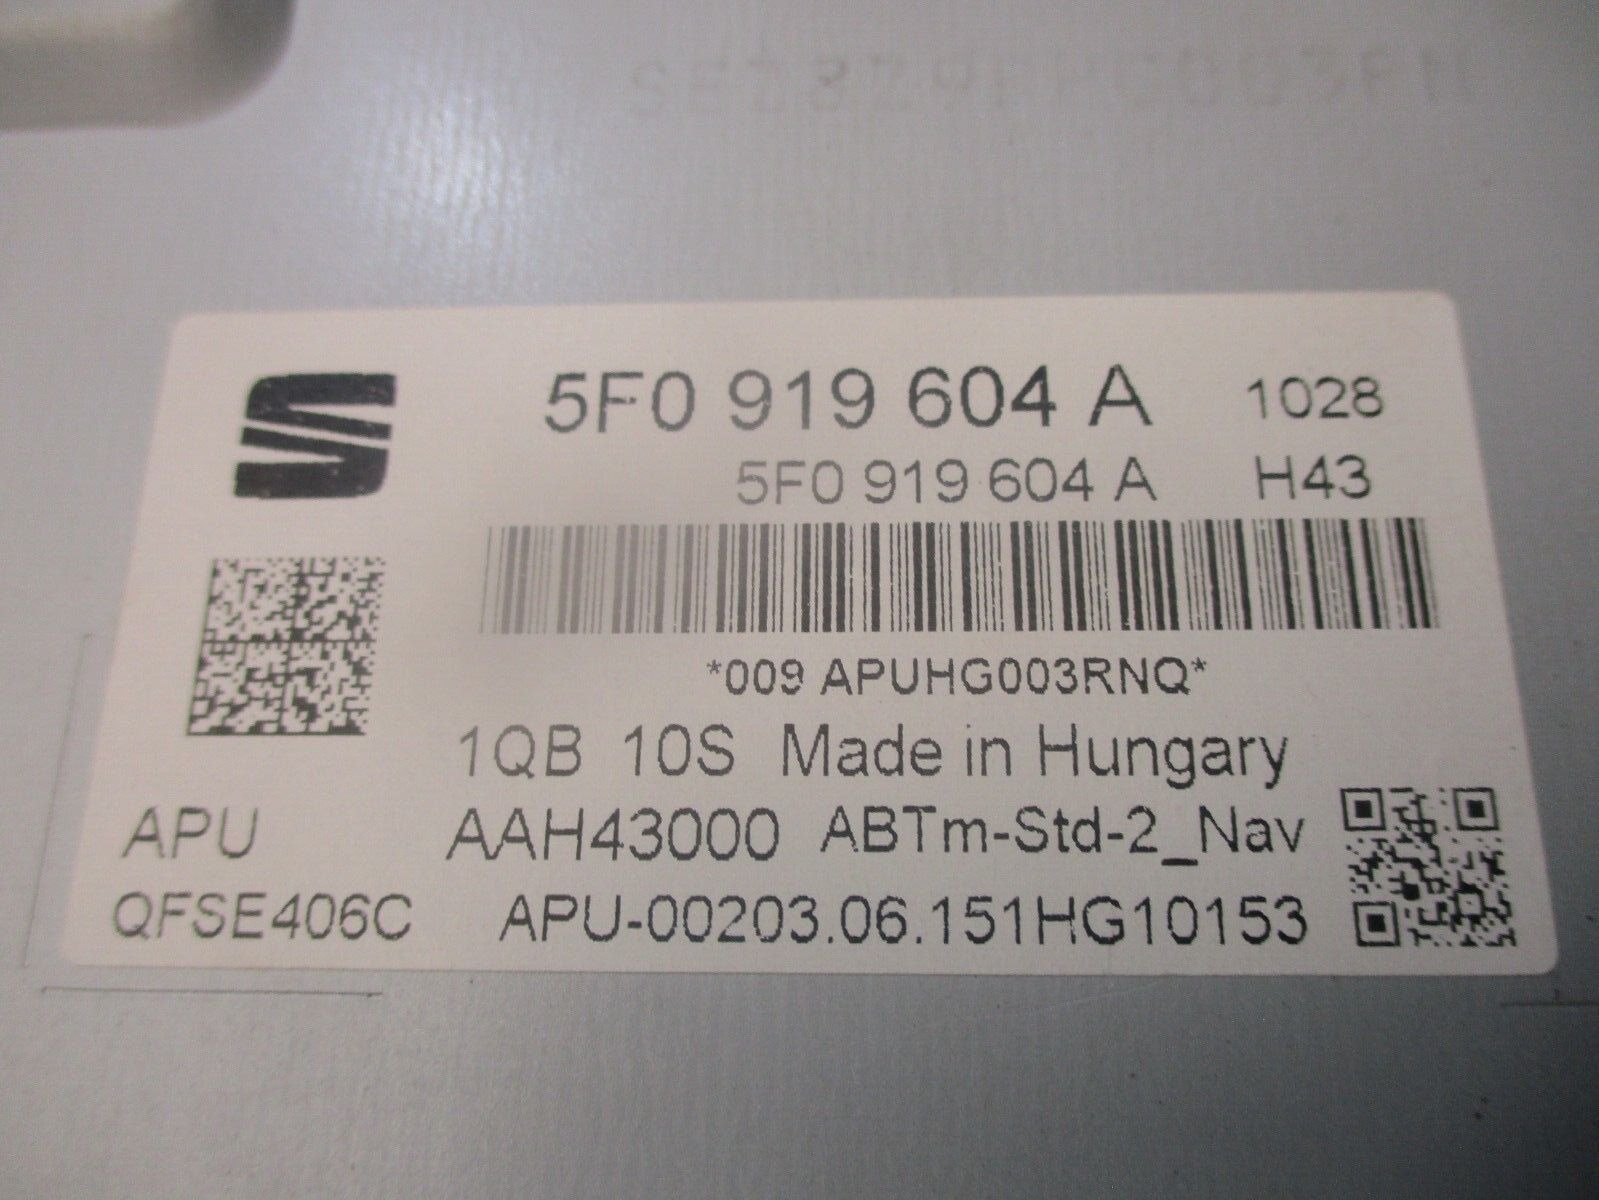 5F0 919 604 A 1028
5F0 919 604 A H43
*009 APUHG003RNQ*
1QB 10S Made in Hungary
APU AAH43000 ABTm-Std-2_Nav
QFSE406C APU-00203.06.151HG10153